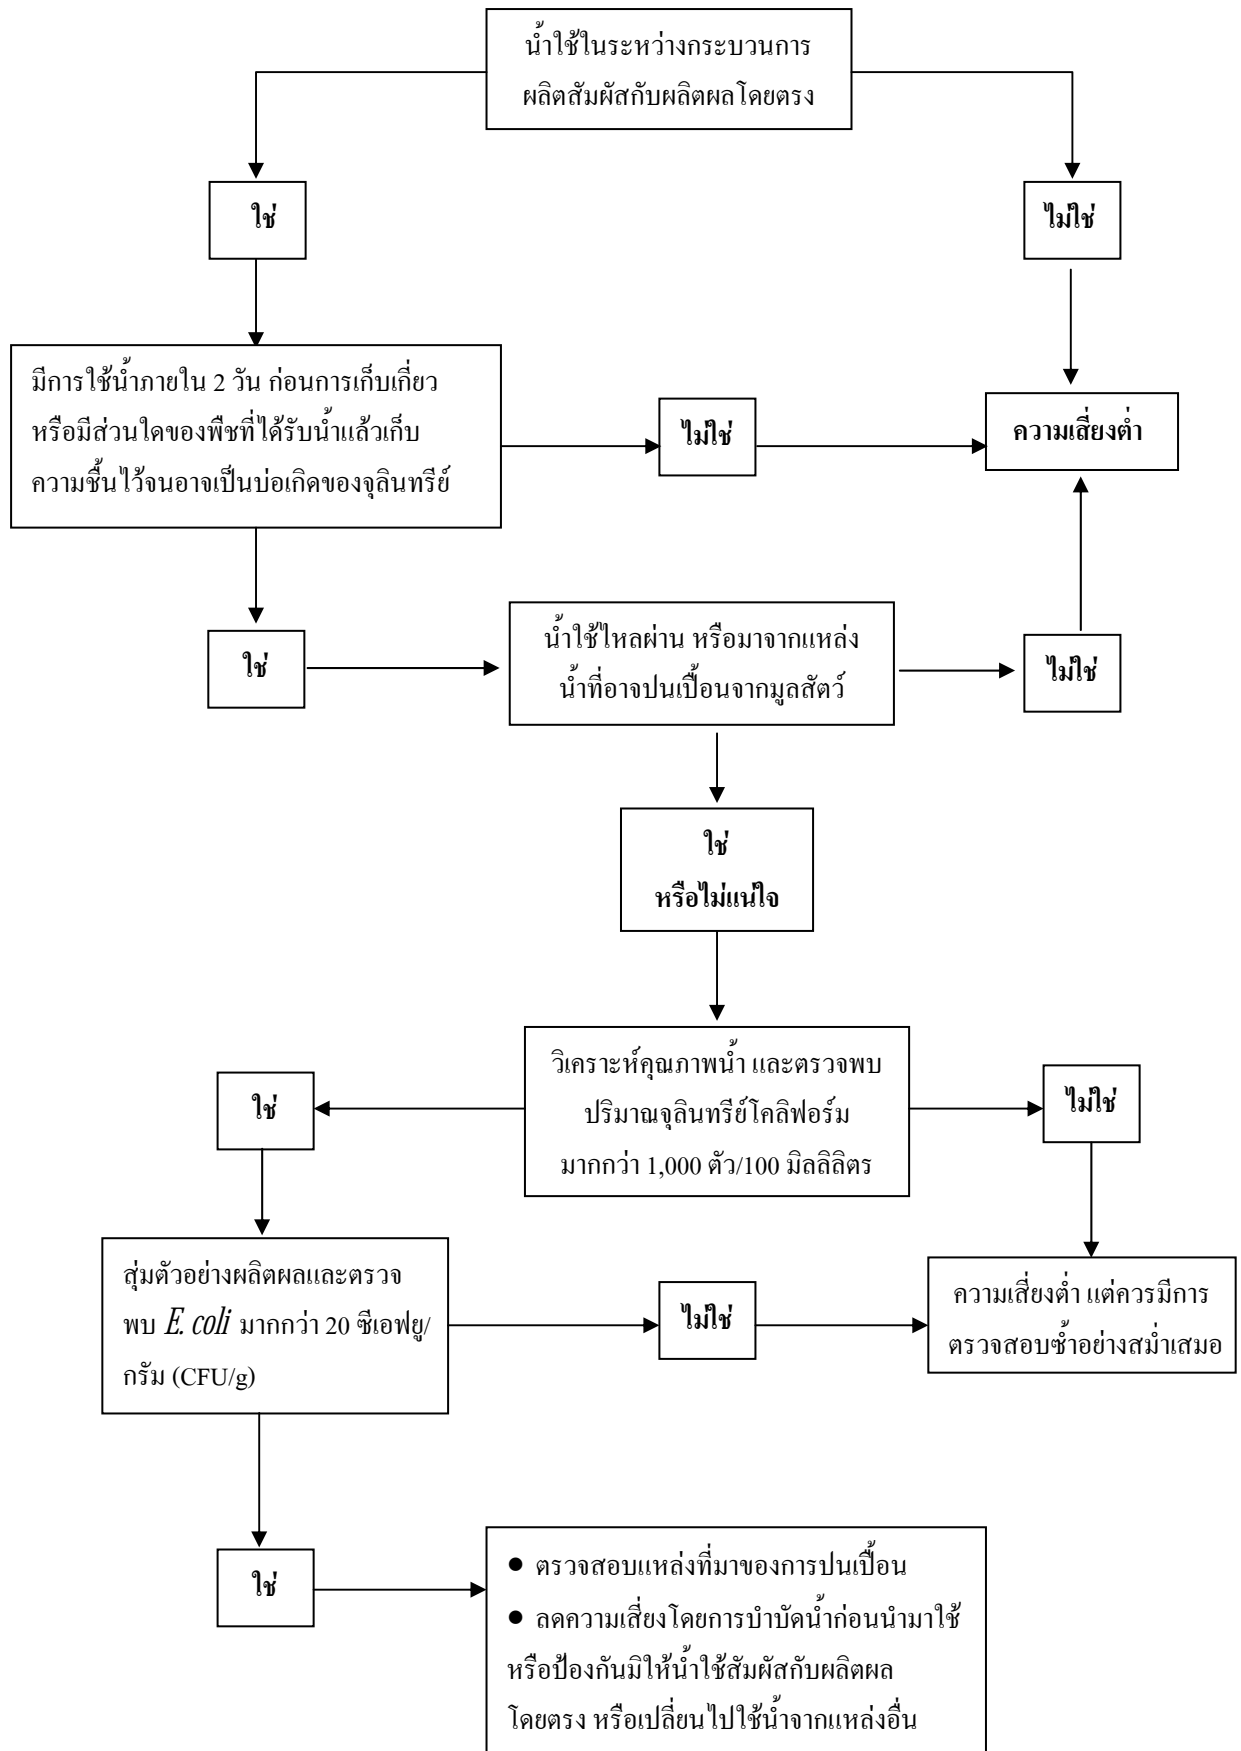 น้ำใช้ในระหว่างกระบวนการ
ผลิตสัมผัสกับผลิตผลโดยตรง
ใช่
ไม่ใช่
มีการใช้น้ำภายใน 2 วัน ก่อนการเก็บเกี่ยว
หรือมีส่วนใดของพืชที่ได้รับน้ำแล้วเก็บ
ความชื้นไว้จนอาจเป็นบ่อเกิดของจุลินทรีย์
ไม่ใช่
ความเสี่ยงต่ำ
ใช่
น้ำใช้ไหลผ่าน หรือมาจากแหล่ง
น้ำที่อาจปนเปื้อนจากมูลสัตว์
ไม่ใช่
ใช่
หรือไม่แน่ใจ
วิเคราะห์คุณภาพน้ำ และตรวจพบ
ปริมาณจุลินทรีย์โคลิฟอร์ม
มากกว่า 1,000 ตัว/100 มิลลิลิตร
ใช่
ไม่ใช่
สุ่มตัวอย่างผลิตผลและตรวจ
พบ E. coli มากกว่า 20 ซีเอฟยู/
กรัม (CFU/g)
ไม่ใช่
ความเสี่ยงต่ำ แต่ควรมีการ
ตรวจสอบซ้ำอย่างสม่ำเสมอ
ใช่
● ตรวจสอบแหล่งที่มาของการปนเปื้อน
● ลดความเสี่ยงโดยการบำบัดน้ำก่อนนำมาใช้
หรือป้องกันมิให้น้ำใช้สัมผัสกับผลิตผล
โดยตรง หรือเปลี่ยนไปใช้น้ำจากแหล่งอื่น